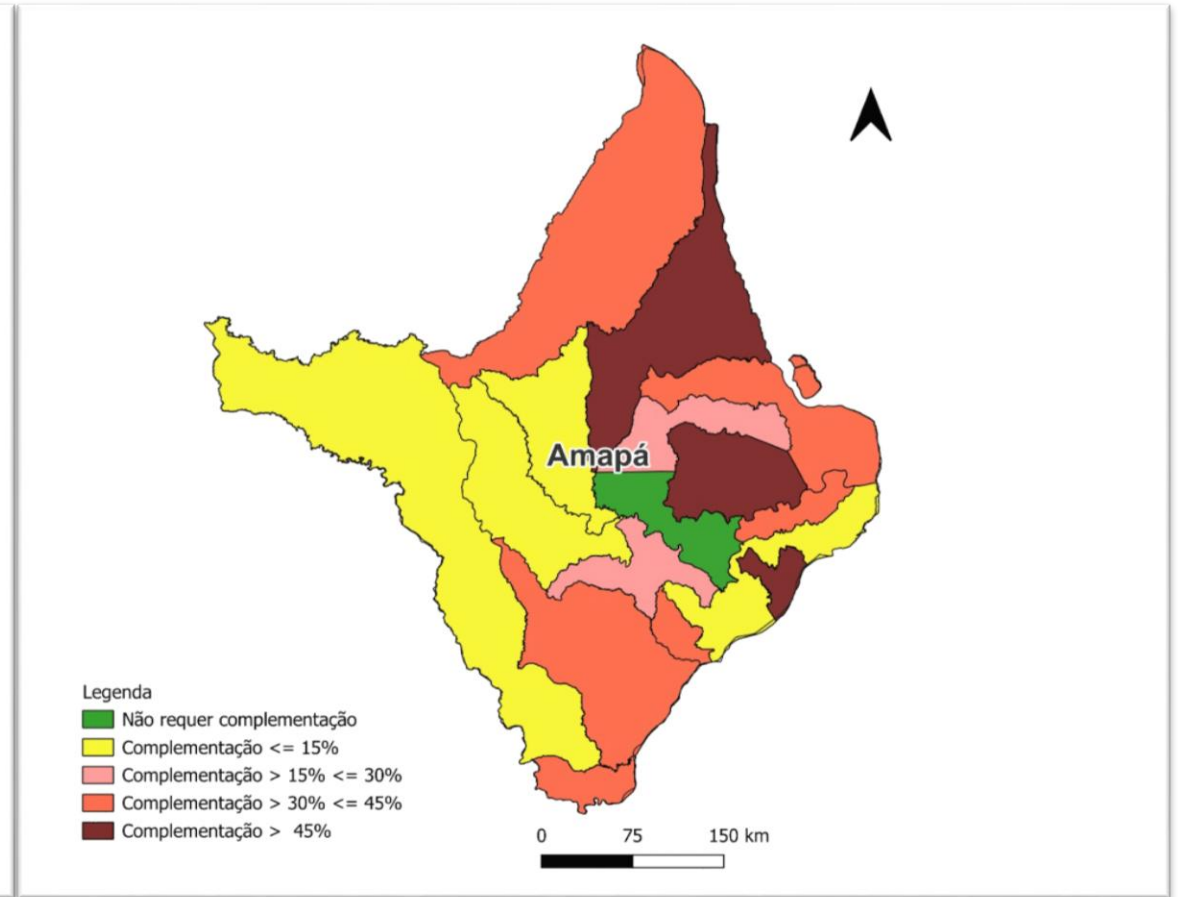 Amapá
Legenda
Não requer complementação
Complementação <= 15%
Complementação > 15% <= 30%
Complementação > 30% <= 45%
Complementação > 45%
0 75 150 km